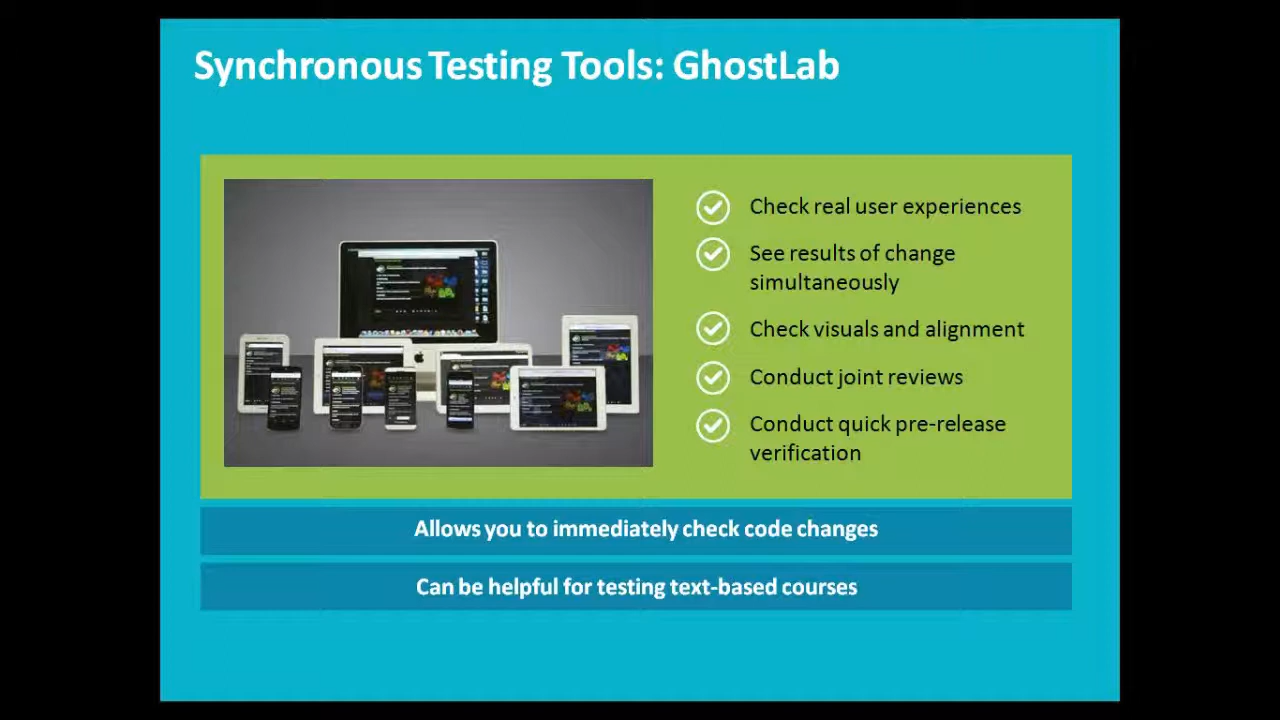 Synchronous Testing Tools: GhostLab
Check real user experiences
See results of change
simultaneously
Check visuals and alignment
Conduct joint reviews
Conduct quick pre-release
verification
Allows you to immediately check code changes
Can be helpful for testing text-based courses